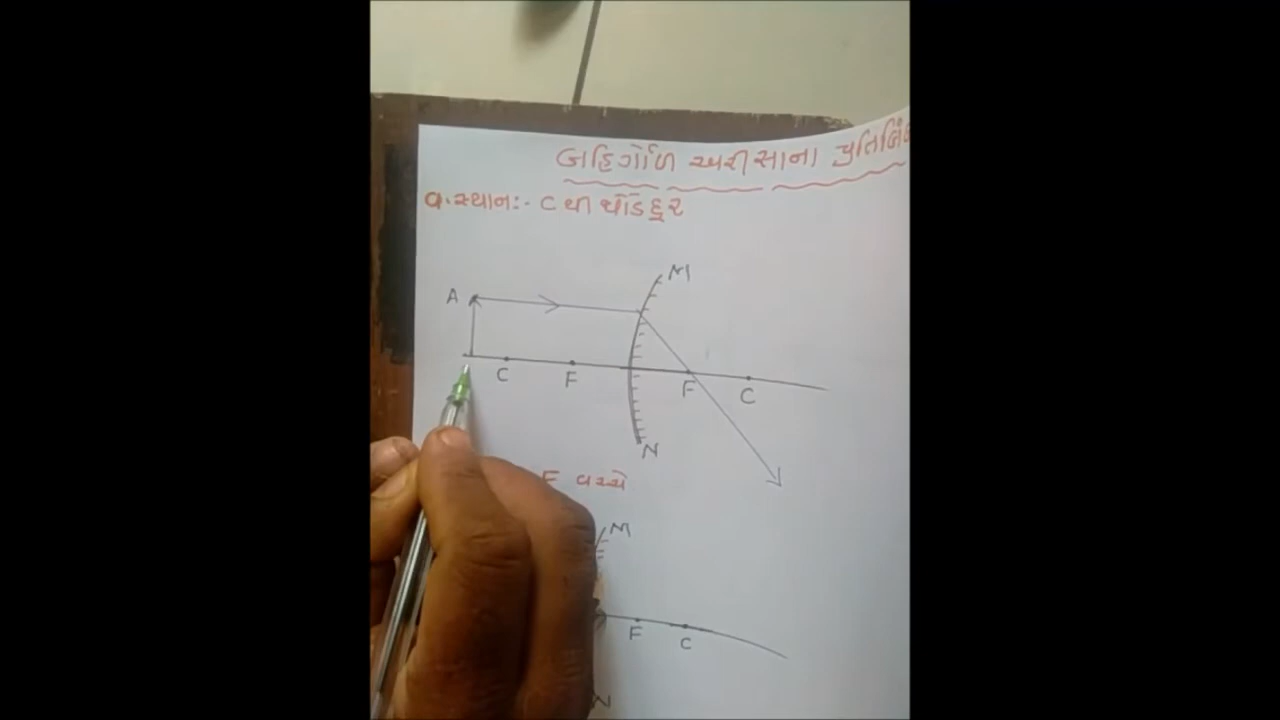 બહિર્ગોળ અરીસાના પ્રતિબિં
વ.સ્થાન:- C થી થોડે દૂર
M
A
C F F C
N
F વચ્ચે
M
F C
N